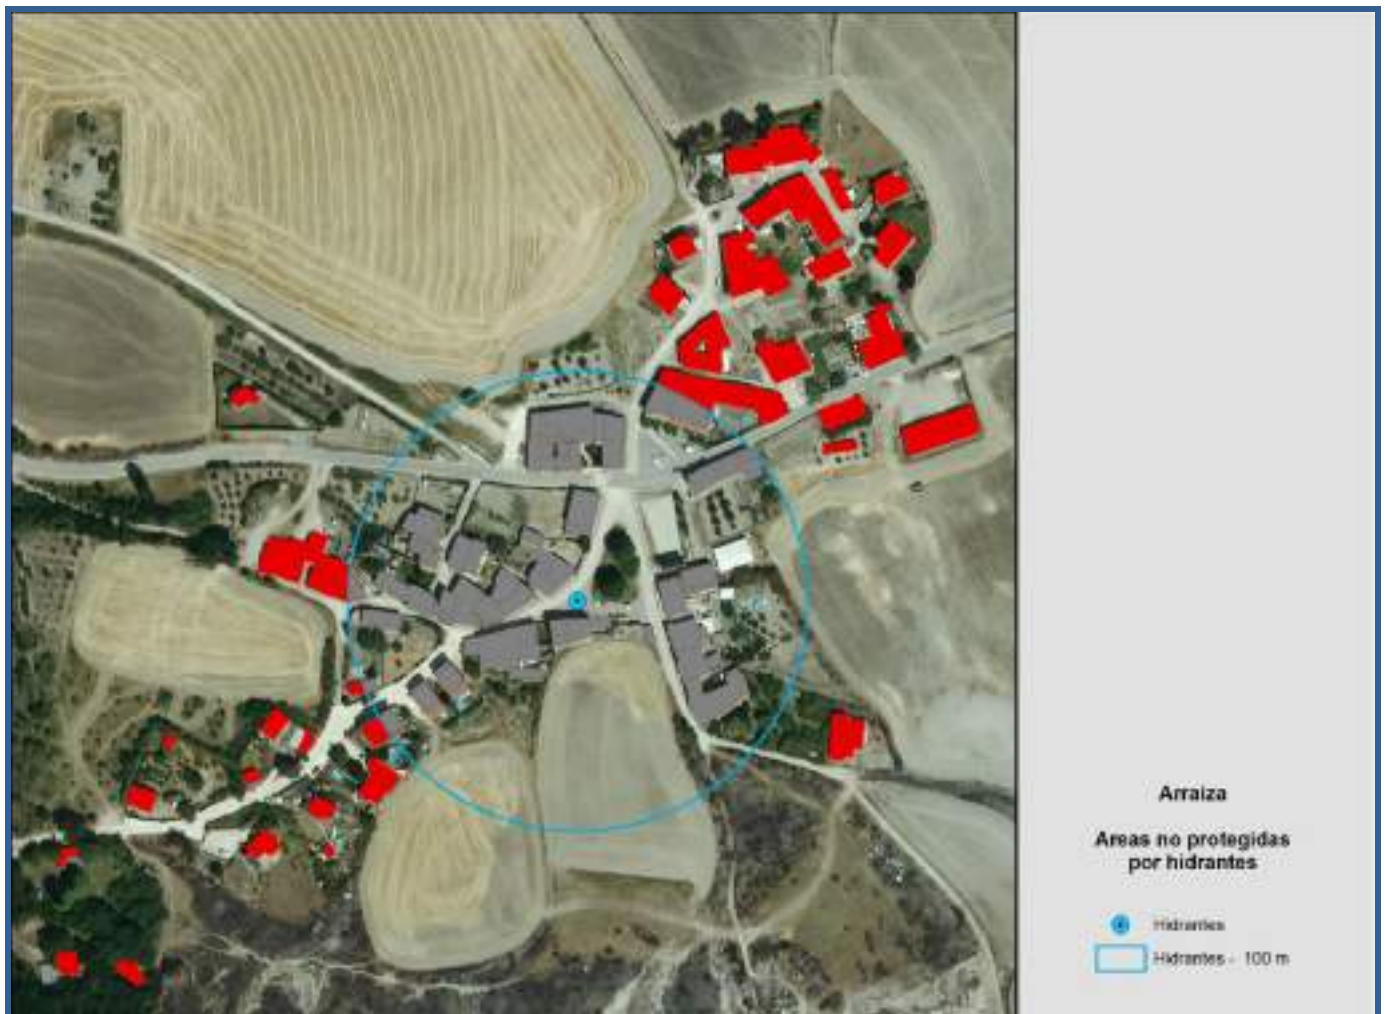 Arraiza
Areas no protegidas
por hidrantes
Hidrantes
Hidrantes - 100 m